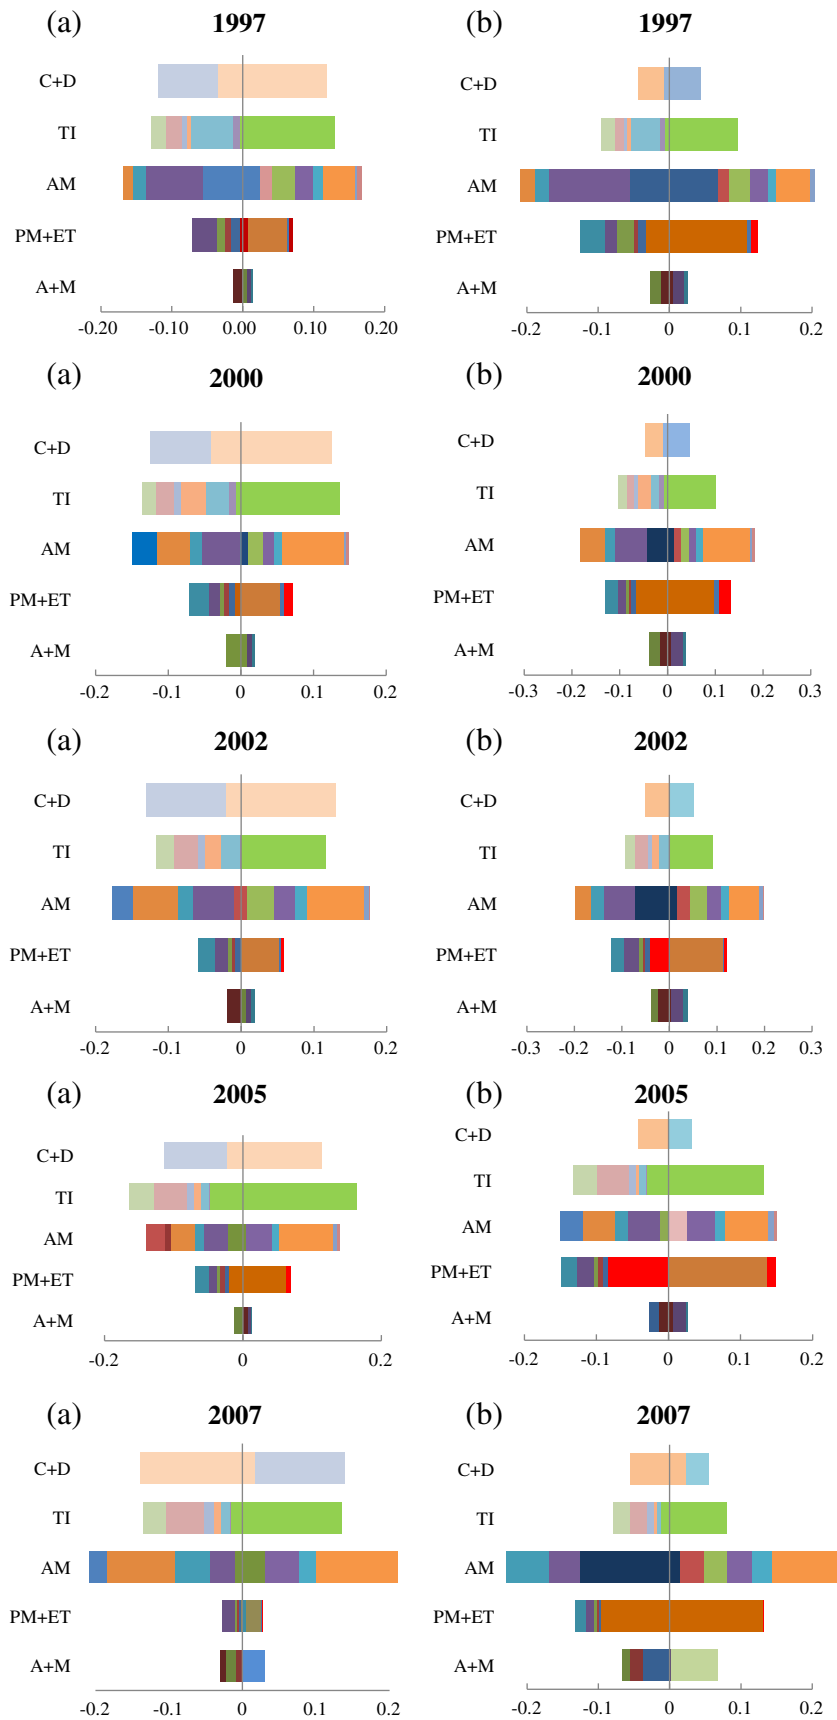 (a) 1997
C+D
TI
AM
PM+ET
A+M
-0.20 -0.10 0.00 0.10 0.20
(b) 1997
C+D
TI
AM
PM+ET
A+M
-0.2 -0.1 0 0.1 0.2
(a) 2000
C+D
TI
AM
PM+ET
A+M
-0.2 -0.1 0 0.1 0.2
(b) 2000
C+D
TI
AM
PM+ET
A+M
-0.3 -0.2 -0.1 0 0.1 0.2 0.3
(a) 2002
C+D
TI
AM
PM+ET
A+M
-0.2 -0.1 0 0.1 0.2
(b) 2002
C+D
TI
AM
PM+ET
A+M
-0.3 -0.2 -0.1 0 0.1 0.2 0.3
(a) 2005
C+D
TI
AM
PM+ET
A+M
-0.2 0 0.2
(b) 2005
C+D
TI
AM
PM+ET
A+M
-0.2 -0.1 0 0.1 0.2
(a) 2007
C+D
TI
AM
PM+ET
A+M
-0.2 -0.1 0 0.1 0.2
(b) 2007
C+D
TI
AM
PM+ET
A+M
-0.2 -0.1 0 0.1 0.2